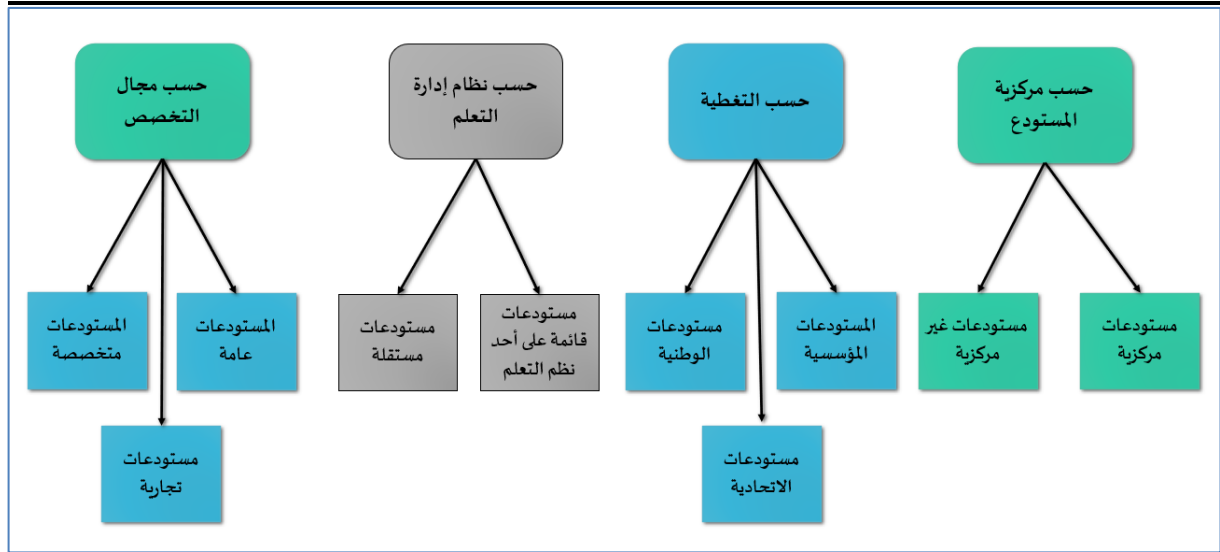 حسب مركزية
المستودع
حسب التغطية
حسب نظام إدارة
التعلم
حسب مجال
التخصص
مستودعات
مركزية
مستودعات غير
مركزية
المستودعات
المؤسسية
مستودعات
الوطنية
مستودعات
الاتحادية
مستودعات
قائمة على أحد
نظم التعلم
مستودعات
مستقلة
المستودعات
عامة
المستودعات
متخصصة
مستودعات
تجارية